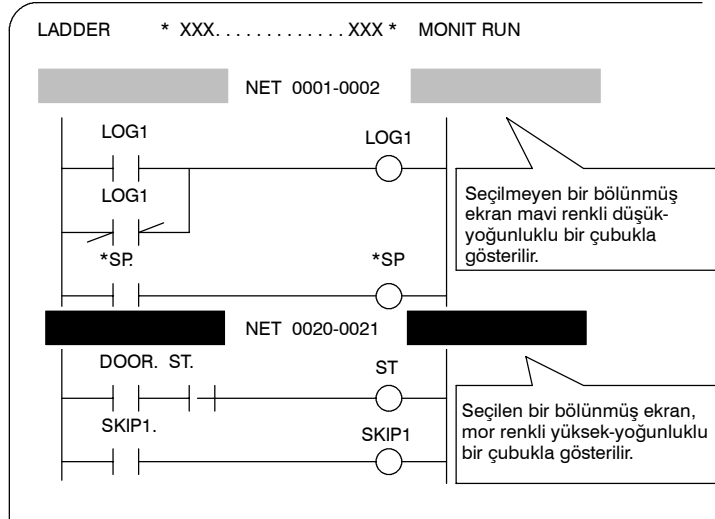 LADDER * XXX. . . . . . . . . . . . . XXX * MONIT RUN
NET 0001-0002
LOG1 LOG1
LOG1
Seçilmeyen bir bölünmüş
ekran mavi renkli düşük-
yoğunluklu bir çubukla
gösterilir.
*SP. *SP
NET 0020-0021
DOOR. ST. ST
SKIP1. SKIP1
Seçilen bir bölünmüş ekran,
mor renkli yüksek-yoğunluklu
bir çubukla gösterilir.